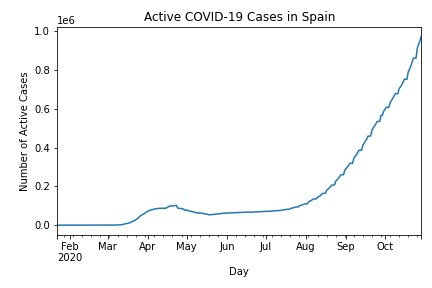 Active COVID-19 Cases in Spain
1e6
1.0
0.8
0.6
0.4
0.2
0.0
Number of Active Cases
Feb Mar Apr May Jun Jul Aug Sep Oct
2020
Day